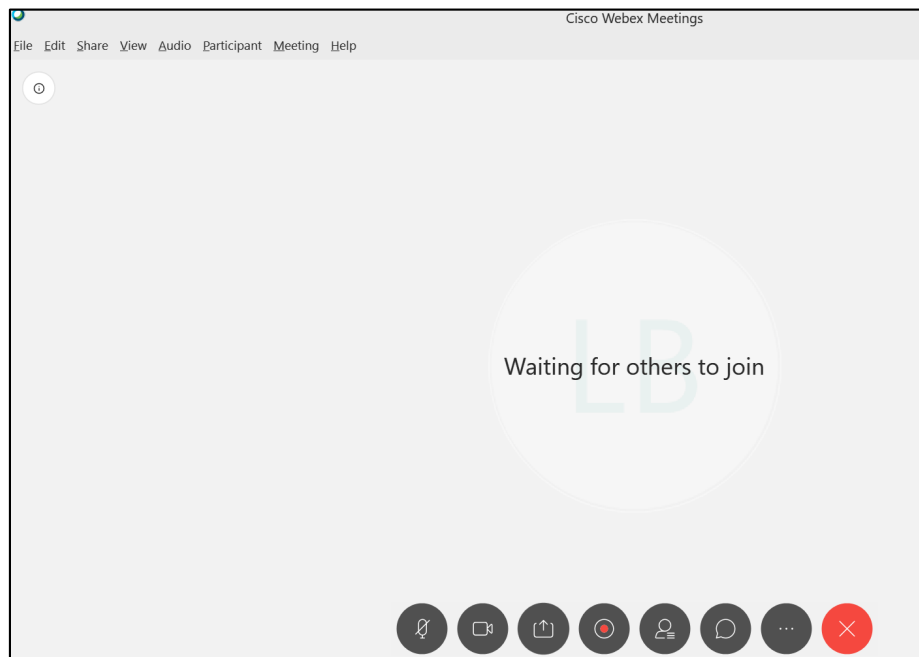 Cisco Webex Meetings
File Edit Share View Audio Participant Meeting Help
LB
Waiting for others to join